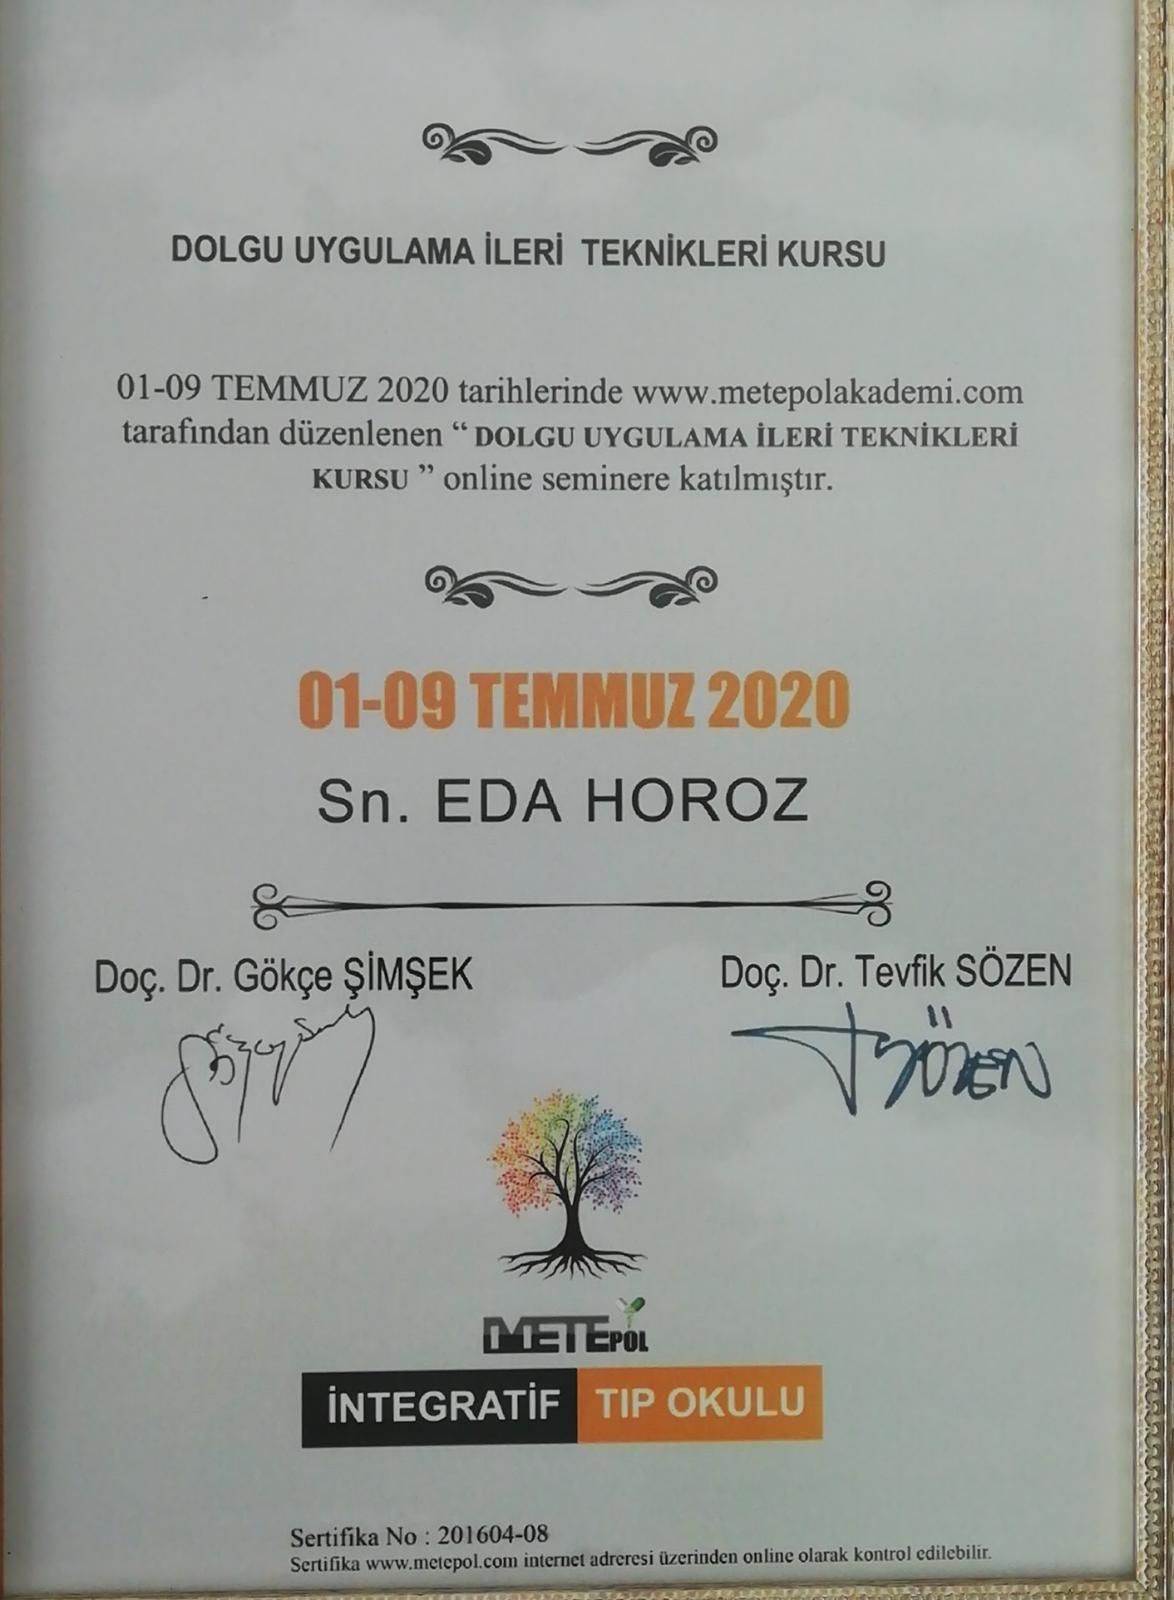 DOLGU UYGULAMA İLERİ TEKNİKLERİ KURSU
01-09 TEMMUZ 2020 tarihlerinde www.metepolakademi.com
tarafından düzenlenen “ DOLGU UYGULAMA İLERİ TEKNİKLERİ
KURSU ” online seminere katılmıştır.
01-09 TEMMUZ 2020
Sn. EDA HOROZ
Doç. Dr. Gökçe ŞİMŞEK
Doç. Dr. Tevfik SÖZEN
METEPOL
İNTEGRATİF TIP OKULU
Sertifika No : 201604-08
Sertifika www.metepol.com internet adreresi üzerinden online olarak kontrol edilebilir.